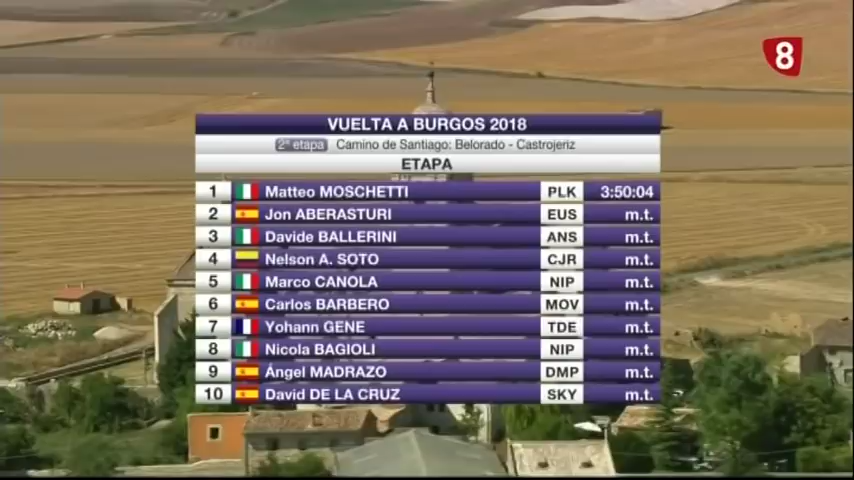 8
VUELTA A BURGOS 2018
2ª etapa Camino de Santiago: Belorado - Castrojeriz
ETAPA
1 Matteo MOSCHETTI PLK 3:50:04
2 Jon ABERASTURI EUS m.t.
3 Davide BALLERINI ANS m.t.
4 Nelson A. SOTO CJR m.t.
5 Marco CANOLA NIP m.t.
6 Carlos BARBERO MOV m.t.
7 Yohann GENE TDE m.t.
8 Nicola BAGIOLI NIP m.t.
9 Ángel MADRAZO DMP m.t.
10 David DE LA CRUZ SKY m.t.